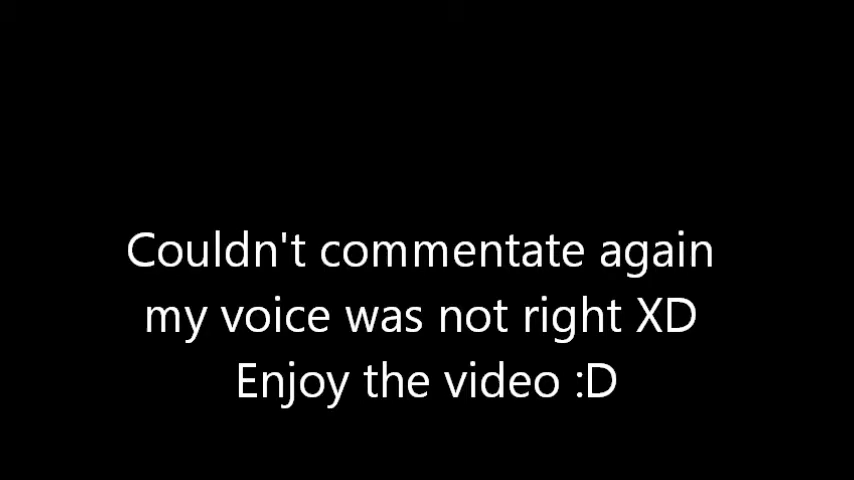 Couldn't commentate again
my voice was not right XD
Enjoy the video :D